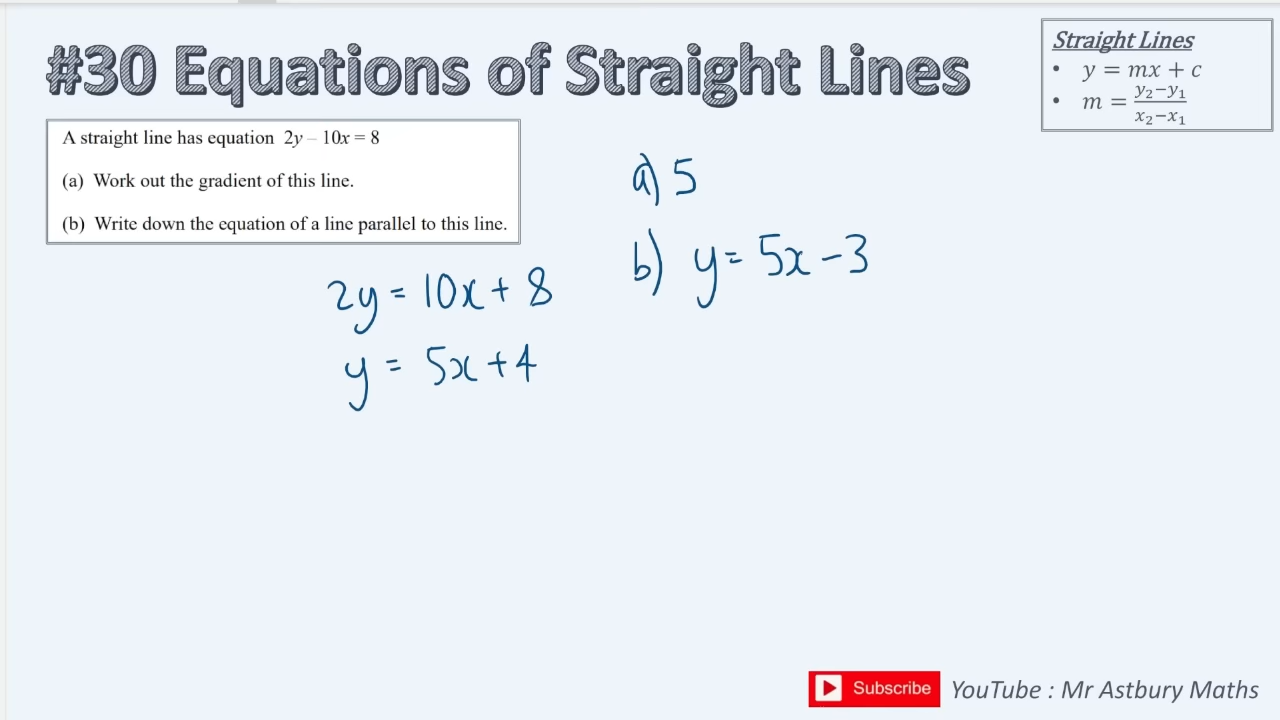 #30 Equations of Straight Lines
Straight Lines
• y = mx + c
• m = y₂−y₁ / x₂−x₁
A straight line has equation 2y – 10x = 8
(a) Work out the gradient of this line.
(b) Write down the equation of a line parallel to this line.
2y = 10x + 8
y = 5x + 4
a) 5
b) y = 5x − 3
Subscribe
YouTube : Mr Astbury Maths